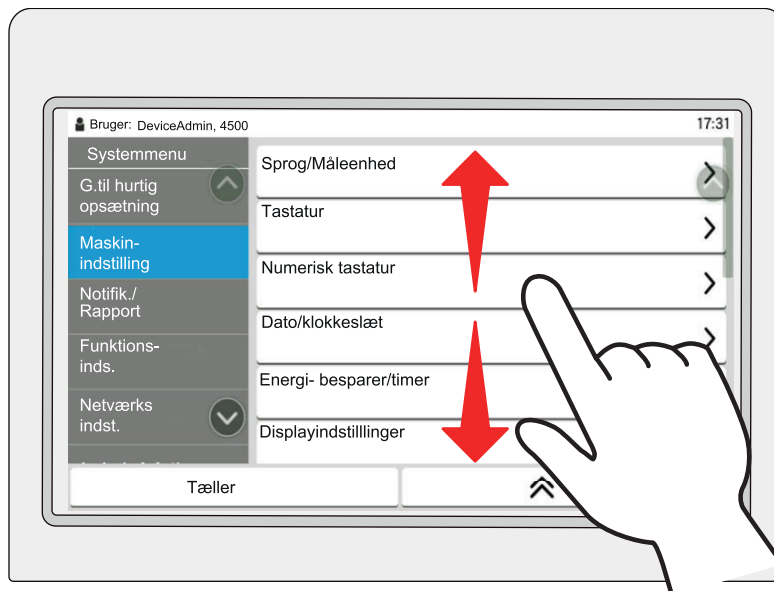 Bruger: DeviceAdmin, 4500
17:31
Systemmenu
G.til hurtig
opsætning
Maskin-
indstilling
Notifik./
Rapport
Funktions-
inds.
Netværks
indst.
Sprog/Måleenhed
Tastatur
Numerisk tastatur
Dato/klokkeslæt
Energi- besparer/timer
Displayindstilllinger
Tæller